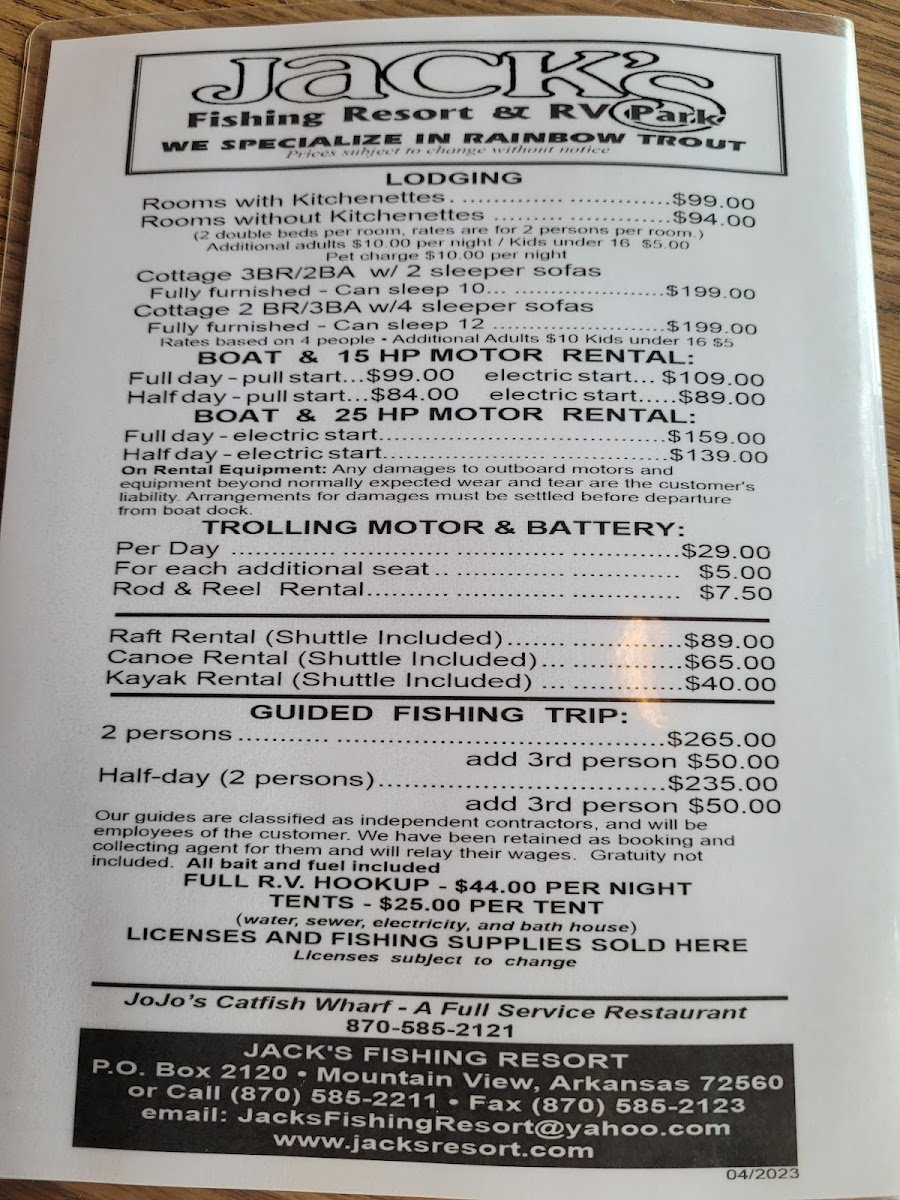 Jack's
Fishing Resort & RV Park
WE SPECIALIZE IN RAINBOW TROUT
Prices subject to change without notice
LODGING
Rooms with Kitchenettes. .............. ..............$99.00
Rooms without Kitchenettes .............. ..............$94.00
(2 double beds per room, rates are for 2 persons per room.)
Additional adults $10.00 per night / Kids under 16 $5.00
Pet charge $10.00 per night
Cottage 3BR/2BA w/ 2 sleeper sofas
Fully furnished - Can sleep 10... ........................$199.00
Cottage 2 BR/3BA w/4 sleeper sofas
Fully furnished - Can sleep 12 ........................$199.00
Rates based on 4 people • Additional Adults $10 Kids under 16 $5
BOAT & 15 HP MOTOR RENTAL:
Full day - pull start...$99.00 electric start... $109.00
Half day - pull start...$84.00 electric start.....$89.00
BOAT & 25 HP MOTOR RENTAL:
Full day - electric start.......................................$159.00
Half day - electric start.......................................$139.00
On Rental Equipment: Any damages to outboard motors and
equipment beyond normally expected wear and tear are the customer's
liability. Arrangements for damages must be settled before departure
from boat dock.
TROLLING MOTOR & BATTERY:
Per Day ............. .............. .............. ..............$29.00
For each additional seat .. .............. .............. $5.00
Rod & Reel Rental.......... .............. .............. $7.50
Raft Rental (Shuttle Included)....... ..............$89.00
Canoe Rental (Shuttle Included)... ..............$65.00
Kayak Rental (Shuttle Included) ... ..............$40.00
GUIDED FISHING TRIP:
2 persons ........... ........................................$265.00
add 3rd person $50.00
Half-day (2 persons)...................................$235.00
add 3rd person $50.00
Our guides are classified as independent contractors, and will be
employees of the customer. We have been retained as booking and
collecting agent for them and will relay their wages. Gratuity not
included. All bait and fuel included
FULL R.V. HOOKUP - $44.00 PER NIGHT
TENTS - $25.00 PER TENT
(water, sewer, electricity, and bath house)
LICENSES AND FISHING SUPPLIES SOLD HERE
Licenses subject to change
JoJo's Catfish Wharf - A Full Service Restaurant
870-585-2121
JACK'S FISHING RESORT
P.O. Box 2120 • Mountain View, Arkansas 72560
or Call (870) 585-2211 • Fax (870) 585-2123
email: JacksFishingResort@yahoo.com
www.jacksresort.com
04/2023